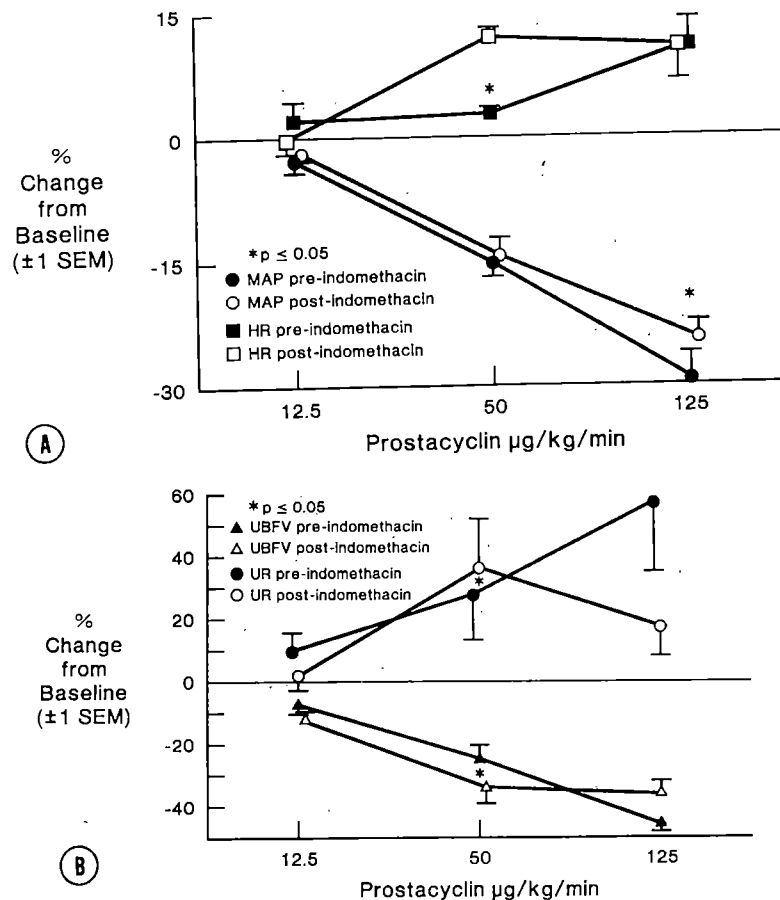 15
0
-15
-30
%
Change
from
Baseline
(±1 SEM)
*p ≤ 0.05
MAP pre-indomethacin
MAP post-indomethacin
HR pre-indomethacin
HR post-indomethacin
*
*
12.5 50 125
Prostacyclin µg/kg/min
A
60
40
20
0
-20
-40
%
Change
from
Baseline
(±1 SEM)
*p ≤ 0.05
UBFV pre-indomethacin
UBFV post-indomethacin
UR pre-indomethacin
UR post-indomethacin
*
*
12.5 50 125
Prostacyclin µg/kg/min
B